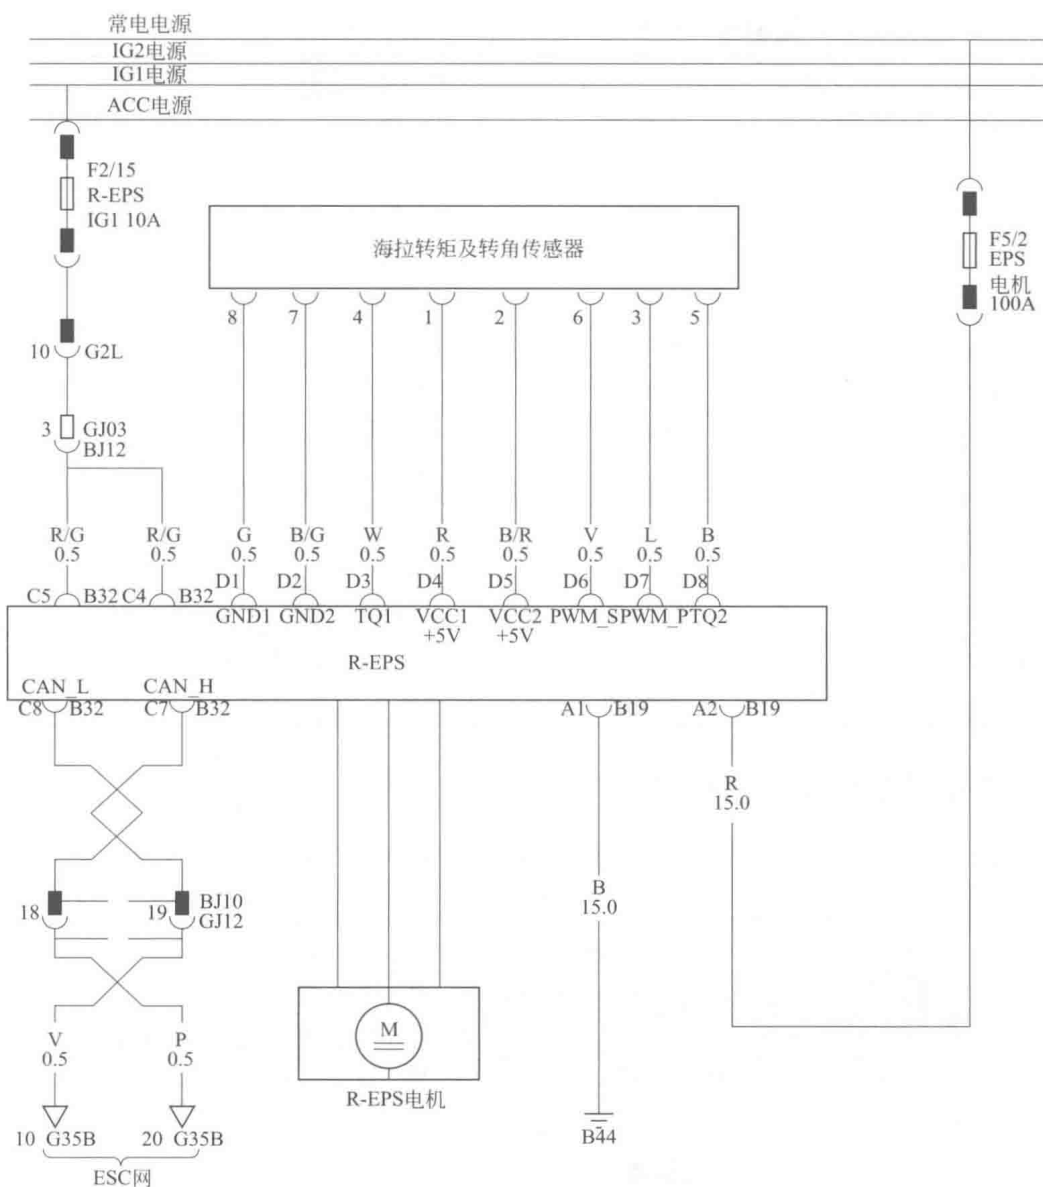 常电电源
IG2电源
IG1电源
ACC电源
F2/15
R-EPS
IG1 10A
海拉转矩及转角传感器
F5/2
EPS
电机
100A
8 7 4 1 2 6 3 5
10 G2L
3 GJ03
BJ12
R/G R/G G B/G W R B/R V L B
0.5 0.5 0.5 0.5 0.5 0.5 0.5 0.5 0.5 0.5
D1 D2 D3 D4 D5 D6 D7 D8
C5 B32 C4 B32
GND1 GND2 TQ1 VCC1 VCC2 PWM_S PWM_P TQ2
+5V +5V
R-EPS
CAN_L CAN_H
C8 B32 C7 B32 A1 B19 A2 B19
R
15.0
B
15.0
18 19 BJ10
GJ12
V P
0.5 0.5
M
R-EPS电机
10 G35B 20 G35B
B44
ESC网